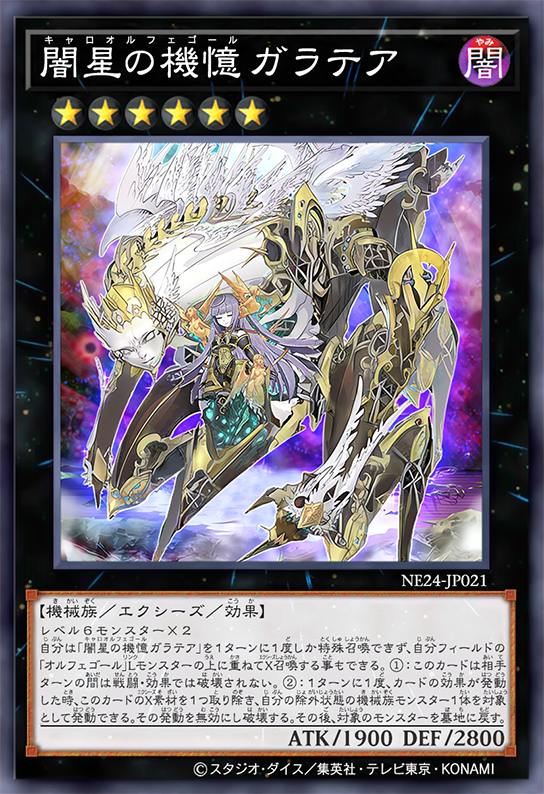 キャロオルフェゴール
闇星の機憶 ガラテア
やみ
闇
NE24-JP021
【機械族／エクシーズ／効果】
レベル6モンスター×2
自分は「闇星の機憶ガラテア」を1ターンに1度しか特殊召喚できず、自分フィールドの
「オルフェゴール」Lモンスターの上に重ねてX召喚する事もできる。①：このカードは相手
ターンの間は戦闘・効果では破壊されない。②：1ターンに1度、カードの効果が発動
した時、このカードのX素材を1つ取り除き、自分の除外状態の機械族モンスター1体を対象
として発動できる。その発動を無効にし破壊する。その後、対象のモンスターを墓地に戻す。
ATK/1900 DEF/2800
©スタジオ・ダイス／集英社・テレビ東京・KONAMI